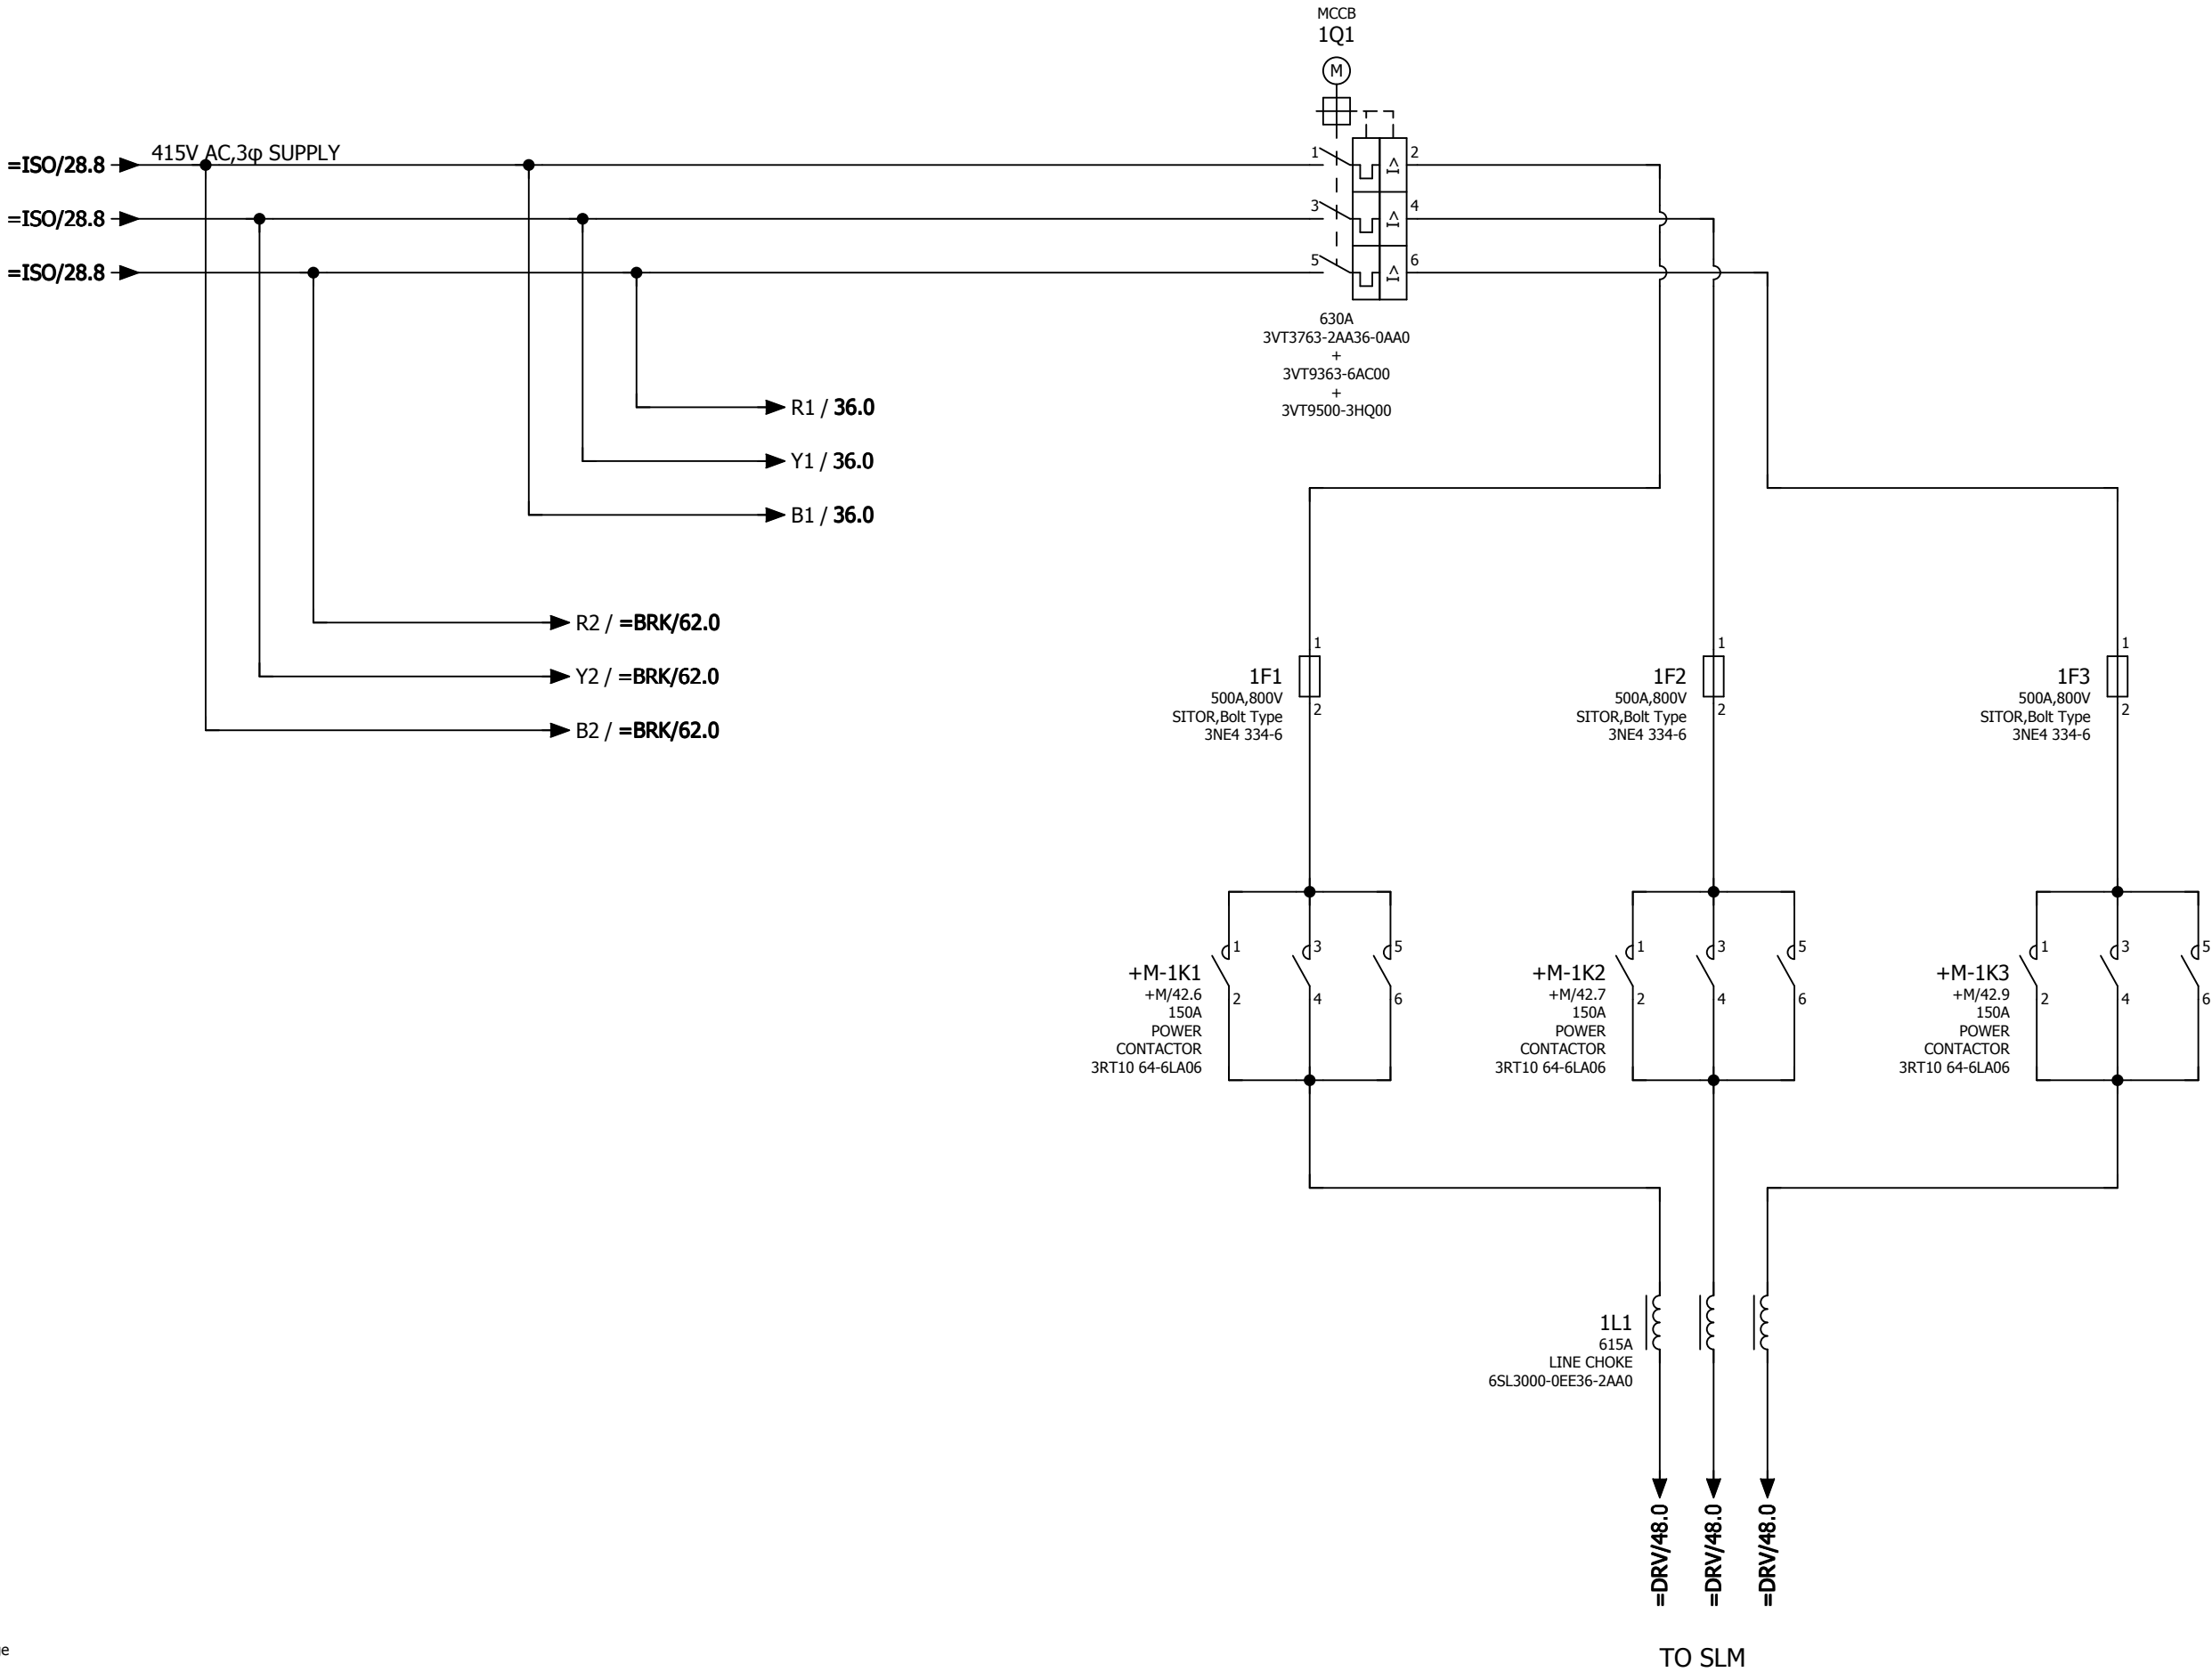 MCCB
1Q1
M
=ISO/28.8
415V AC,3φ SUPPLY
1
I>
2
=ISO/28.8
3
I>
4
=ISO/28.8
5
I>
6
630A
3VT3763-2AA36-0AA0
+
3VT9363-6AC00
+
3VT9500-3HQ00
R1 / 36.0
Y1 / 36.0
B1 / 36.0
R2 / =BRK/62.0
Y2 / =BRK/62.0
B2 / =BRK/62.0
1
1F1
500A,800V
SITOR,Bolt Type
3NE4 334-6
2
1
1F2
500A,800V
SITOR,Bolt Type
3NE4 334-6
2
1
1F3
500A,800V
SITOR,Bolt Type
3NE4 334-6
2
+M-1K1
+M/42.6
150A
POWER
CONTACTOR
3RT10 64-6LA06
1
3
5
2
4
6
+M-1K2
+M/42.7
150A
POWER
CONTACTOR
3RT10 64-6LA06
1
3
5
2
4
6
+M-1K3
+M/42.9
150A
POWER
CONTACTOR
3RT10 64-6LA06
1
3
5
2
4
6
1L1
615A
LINE CHOKE
6SL3000-0EE36-2AA0
=DRV/48.0
=DRV/48.0
=DRV/48.0
TO SLM